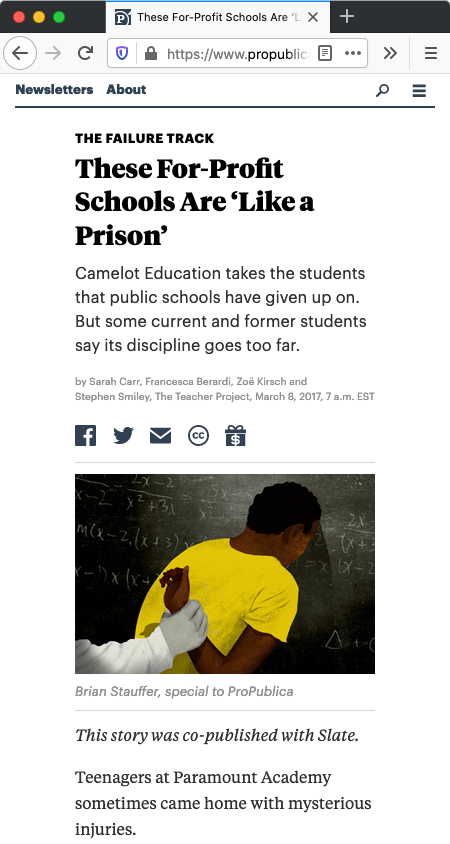 These For-Profit Schools Are ‘L
https://www.propublic
Newsletters About
THE FAILURE TRACK
These For-Profit
Schools Are ‘Like a
Prison’
Camelot Education takes the students
that public schools have given up on.
But some current and former students
say its discipline goes too far.
by Sarah Carr, Francesca Berardi, Zoë Kirsch and
Stephen Smiley, The Teacher Project, March 8, 2017, 7 a.m. EST
Brian Stauffer, special to ProPublica
This story was co-published with Slate.
Teenagers at Paramount Academy
sometimes came home with mysterious
injuries.